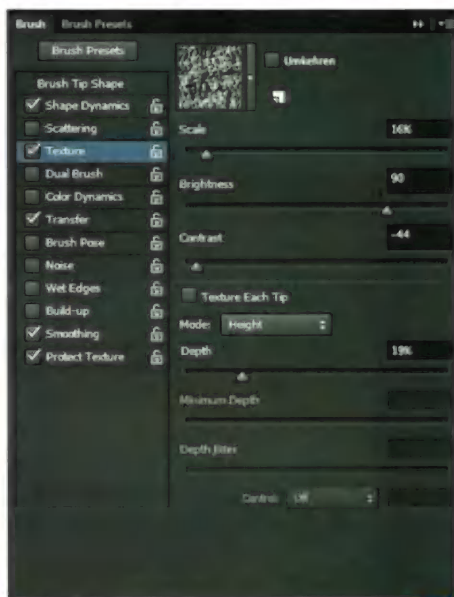 Brush Brush Presets
Brush Presets
Brush Tip Shape
Shape Dynamics
Scattering
Texture
Dual Brush
Color Dynamics
Transfer
Brush Pose
Noise
Wet Edges
Build-up
Smoothing
Protect Texture
Umkehren
Scale 16%
Brightness 90
Contrast -44
Texture Each Tip
Mode: Height
Depth 19%
Minimum Depth
Depth Jitter
Control: Off